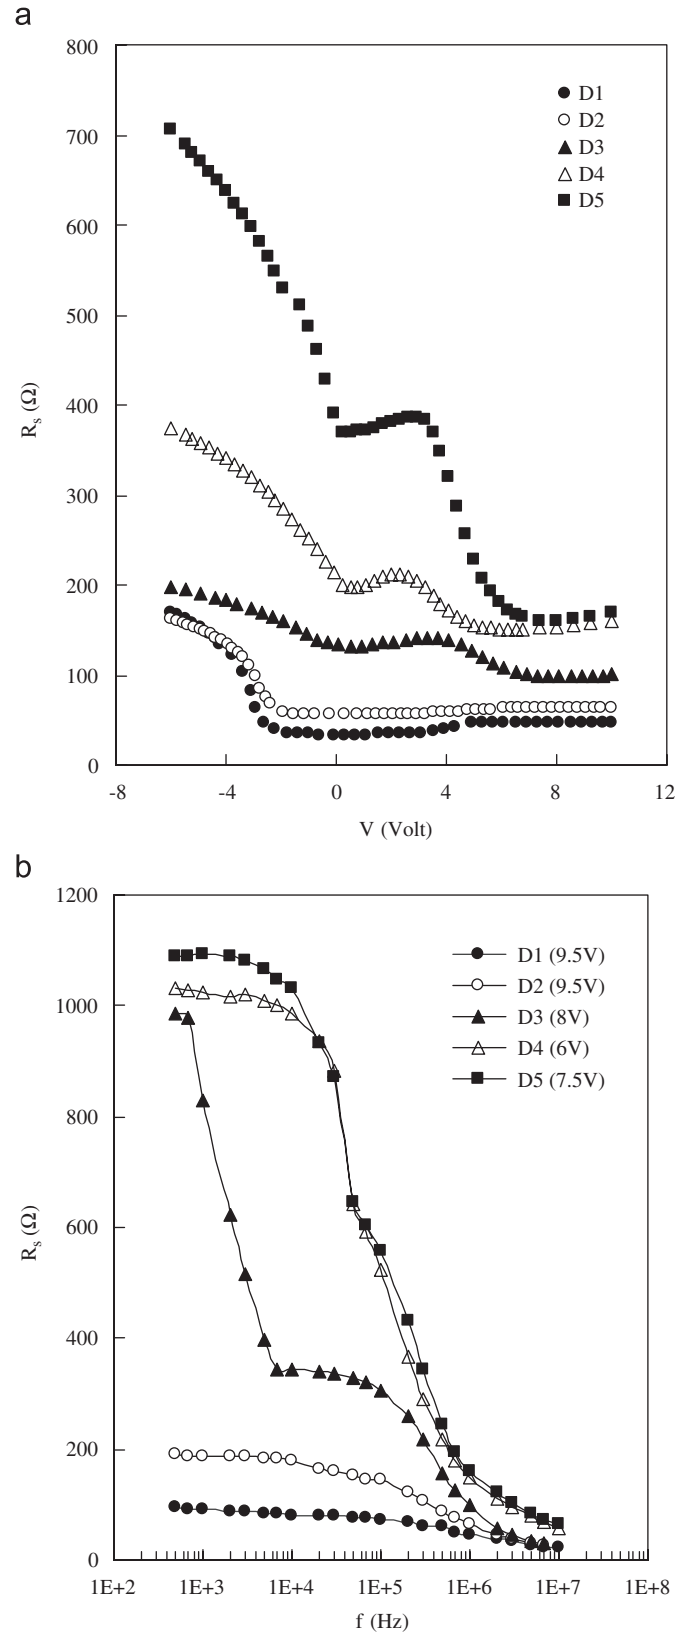 a
800
700
600
500
400
300
200
100
0
-8 -4 0 4 8 12
Rs (Ω)
V (Volt)
D1
D2
D3
D4
D5
b
1200
1000
800
600
400
200
0
1E+2 1E+3 1E+4 1E+5 1E+6 1E+7 1E+8
Rs (Ω)
f (Hz)
D1 (9.5V)
D2 (9.5V)
D3 (8V)
D4 (6V)
D5 (7.5V)